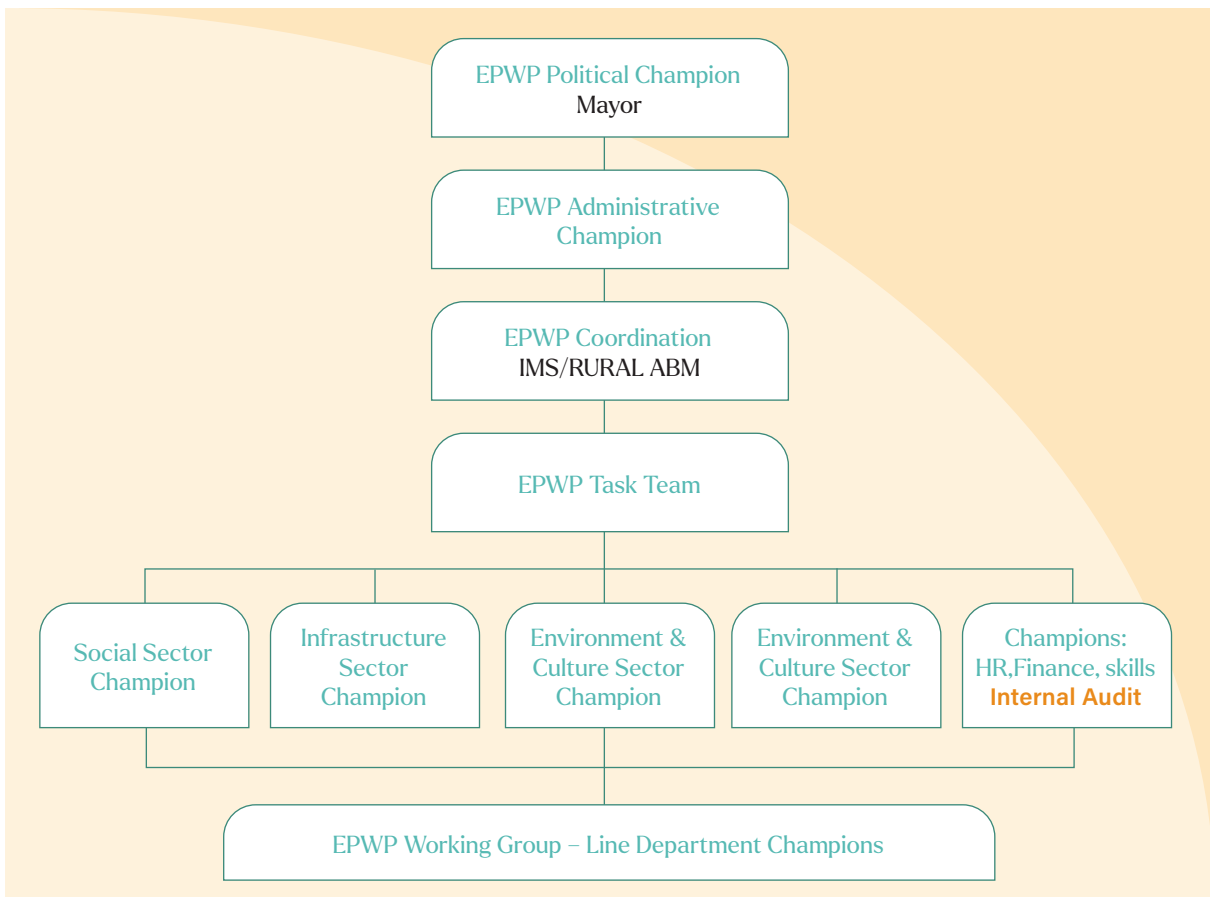 EPWP Political Champion
Mayor
EPWP Administrative
Champion
EPWP Coordination
IMS/RURAL ABM
EPWP Task Team
Social Sector
Champion
Infrastructure
Sector
Champion
Environment &
Culture Sector
Champion
Environment &
Culture Sector
Champion
Champions:
HR,Finance, skills
Internal Audit
EPWP Working Group – Line Department Champions